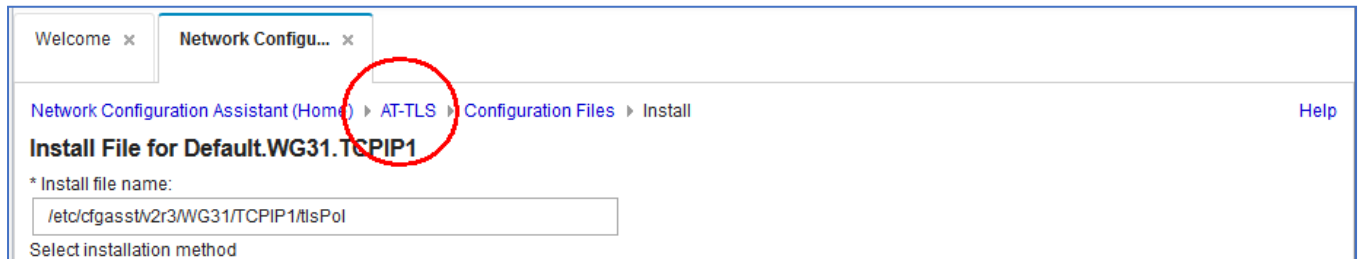 Welcome × Network Configu... ×
Network Configuration Assistant (Home) ▸ AT-TLS ▸ Configuration Files ▸ Install Help
Install File for Default.WG31.TCPIP1
* Install file name:
/etc/cfgasst/v2r3/WG31/TCPIP1/tlsPol
Select installation method